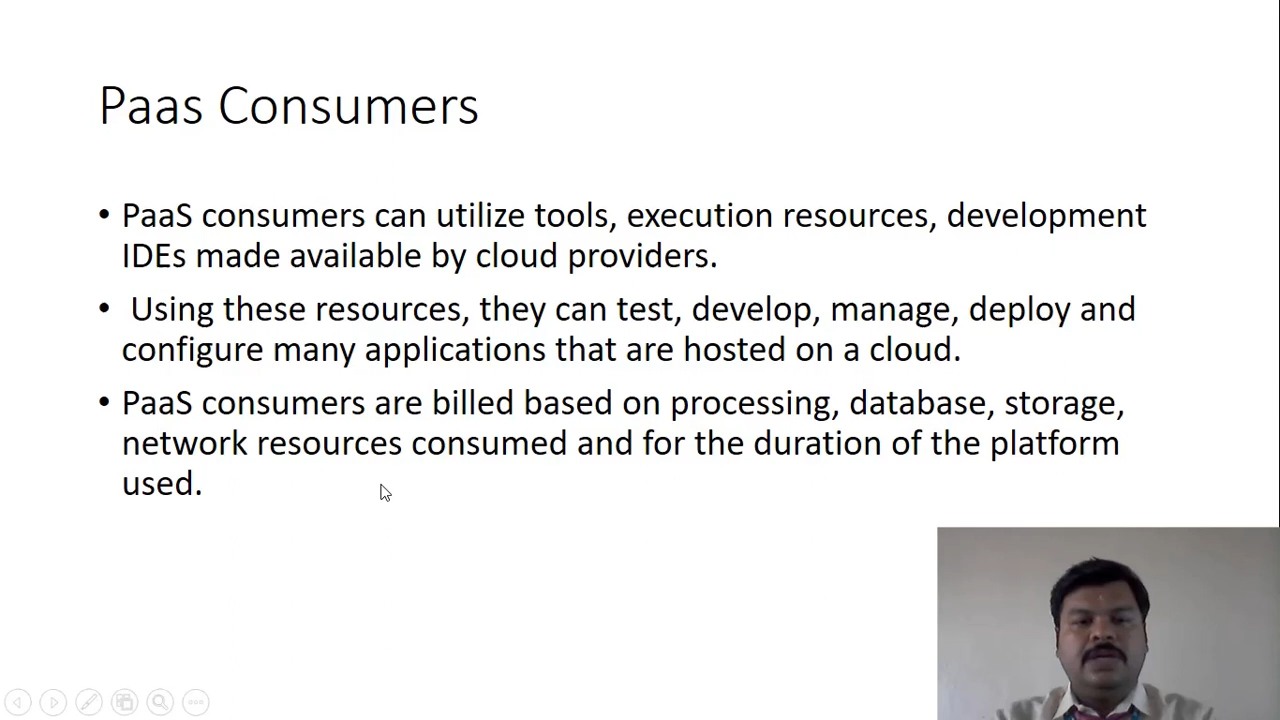 Paas Consumers
• PaaS consumers can utilize tools, execution resources, development
IDEs made available by cloud providers.
• Using these resources, they can test, develop, manage, deploy and
configure many applications that are hosted on a cloud.
• PaaS consumers are billed based on processing, database, storage,
network resources consumed and for the duration of the platform
used.